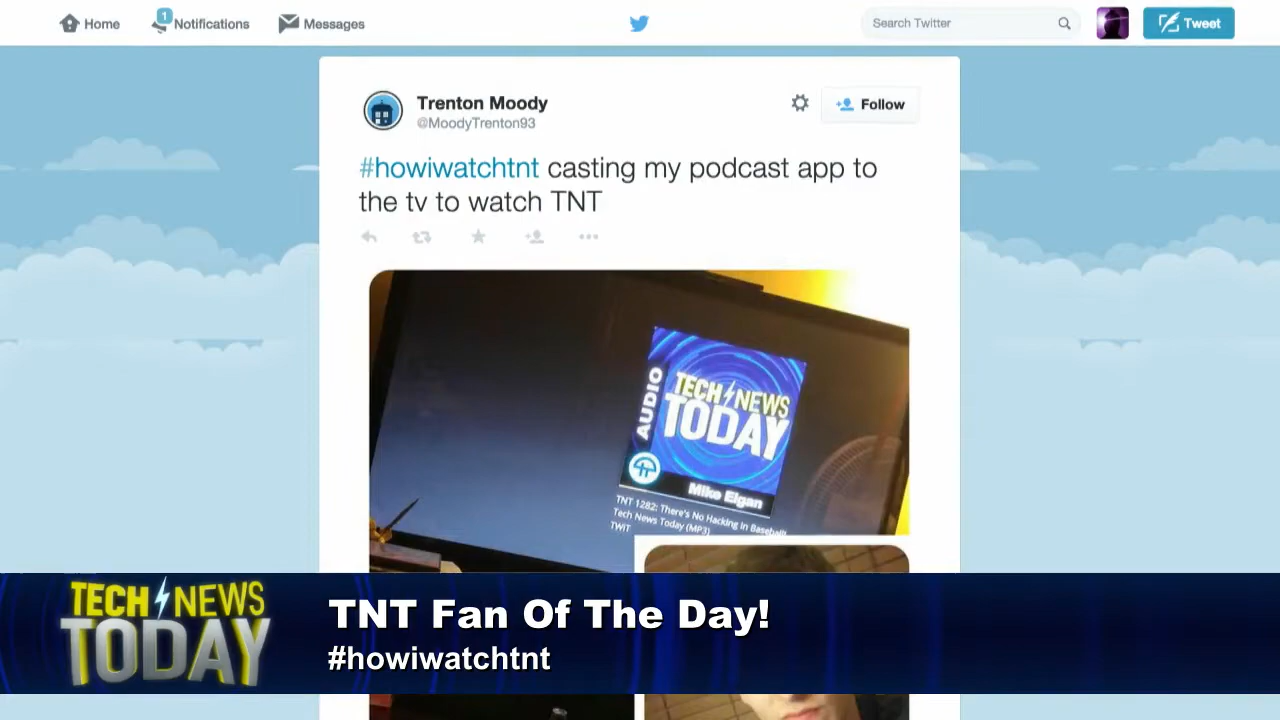 Home
1
Notifications
Messages
Search Twitter
Tweet
Trenton Moody
@MoodyTrenton93
Follow
#howiwatchtnt casting my podcast app to
the tv to watch TNT
AUDIO
TECH NEWS
TODAY
Mike Elgan
TNT 1282: There's No Hacking In Baseball!
Tech News Today (MP3)
TWiT
TECH NEWS
TODAY
TNT Fan Of The Day!
#howiwatchtnt